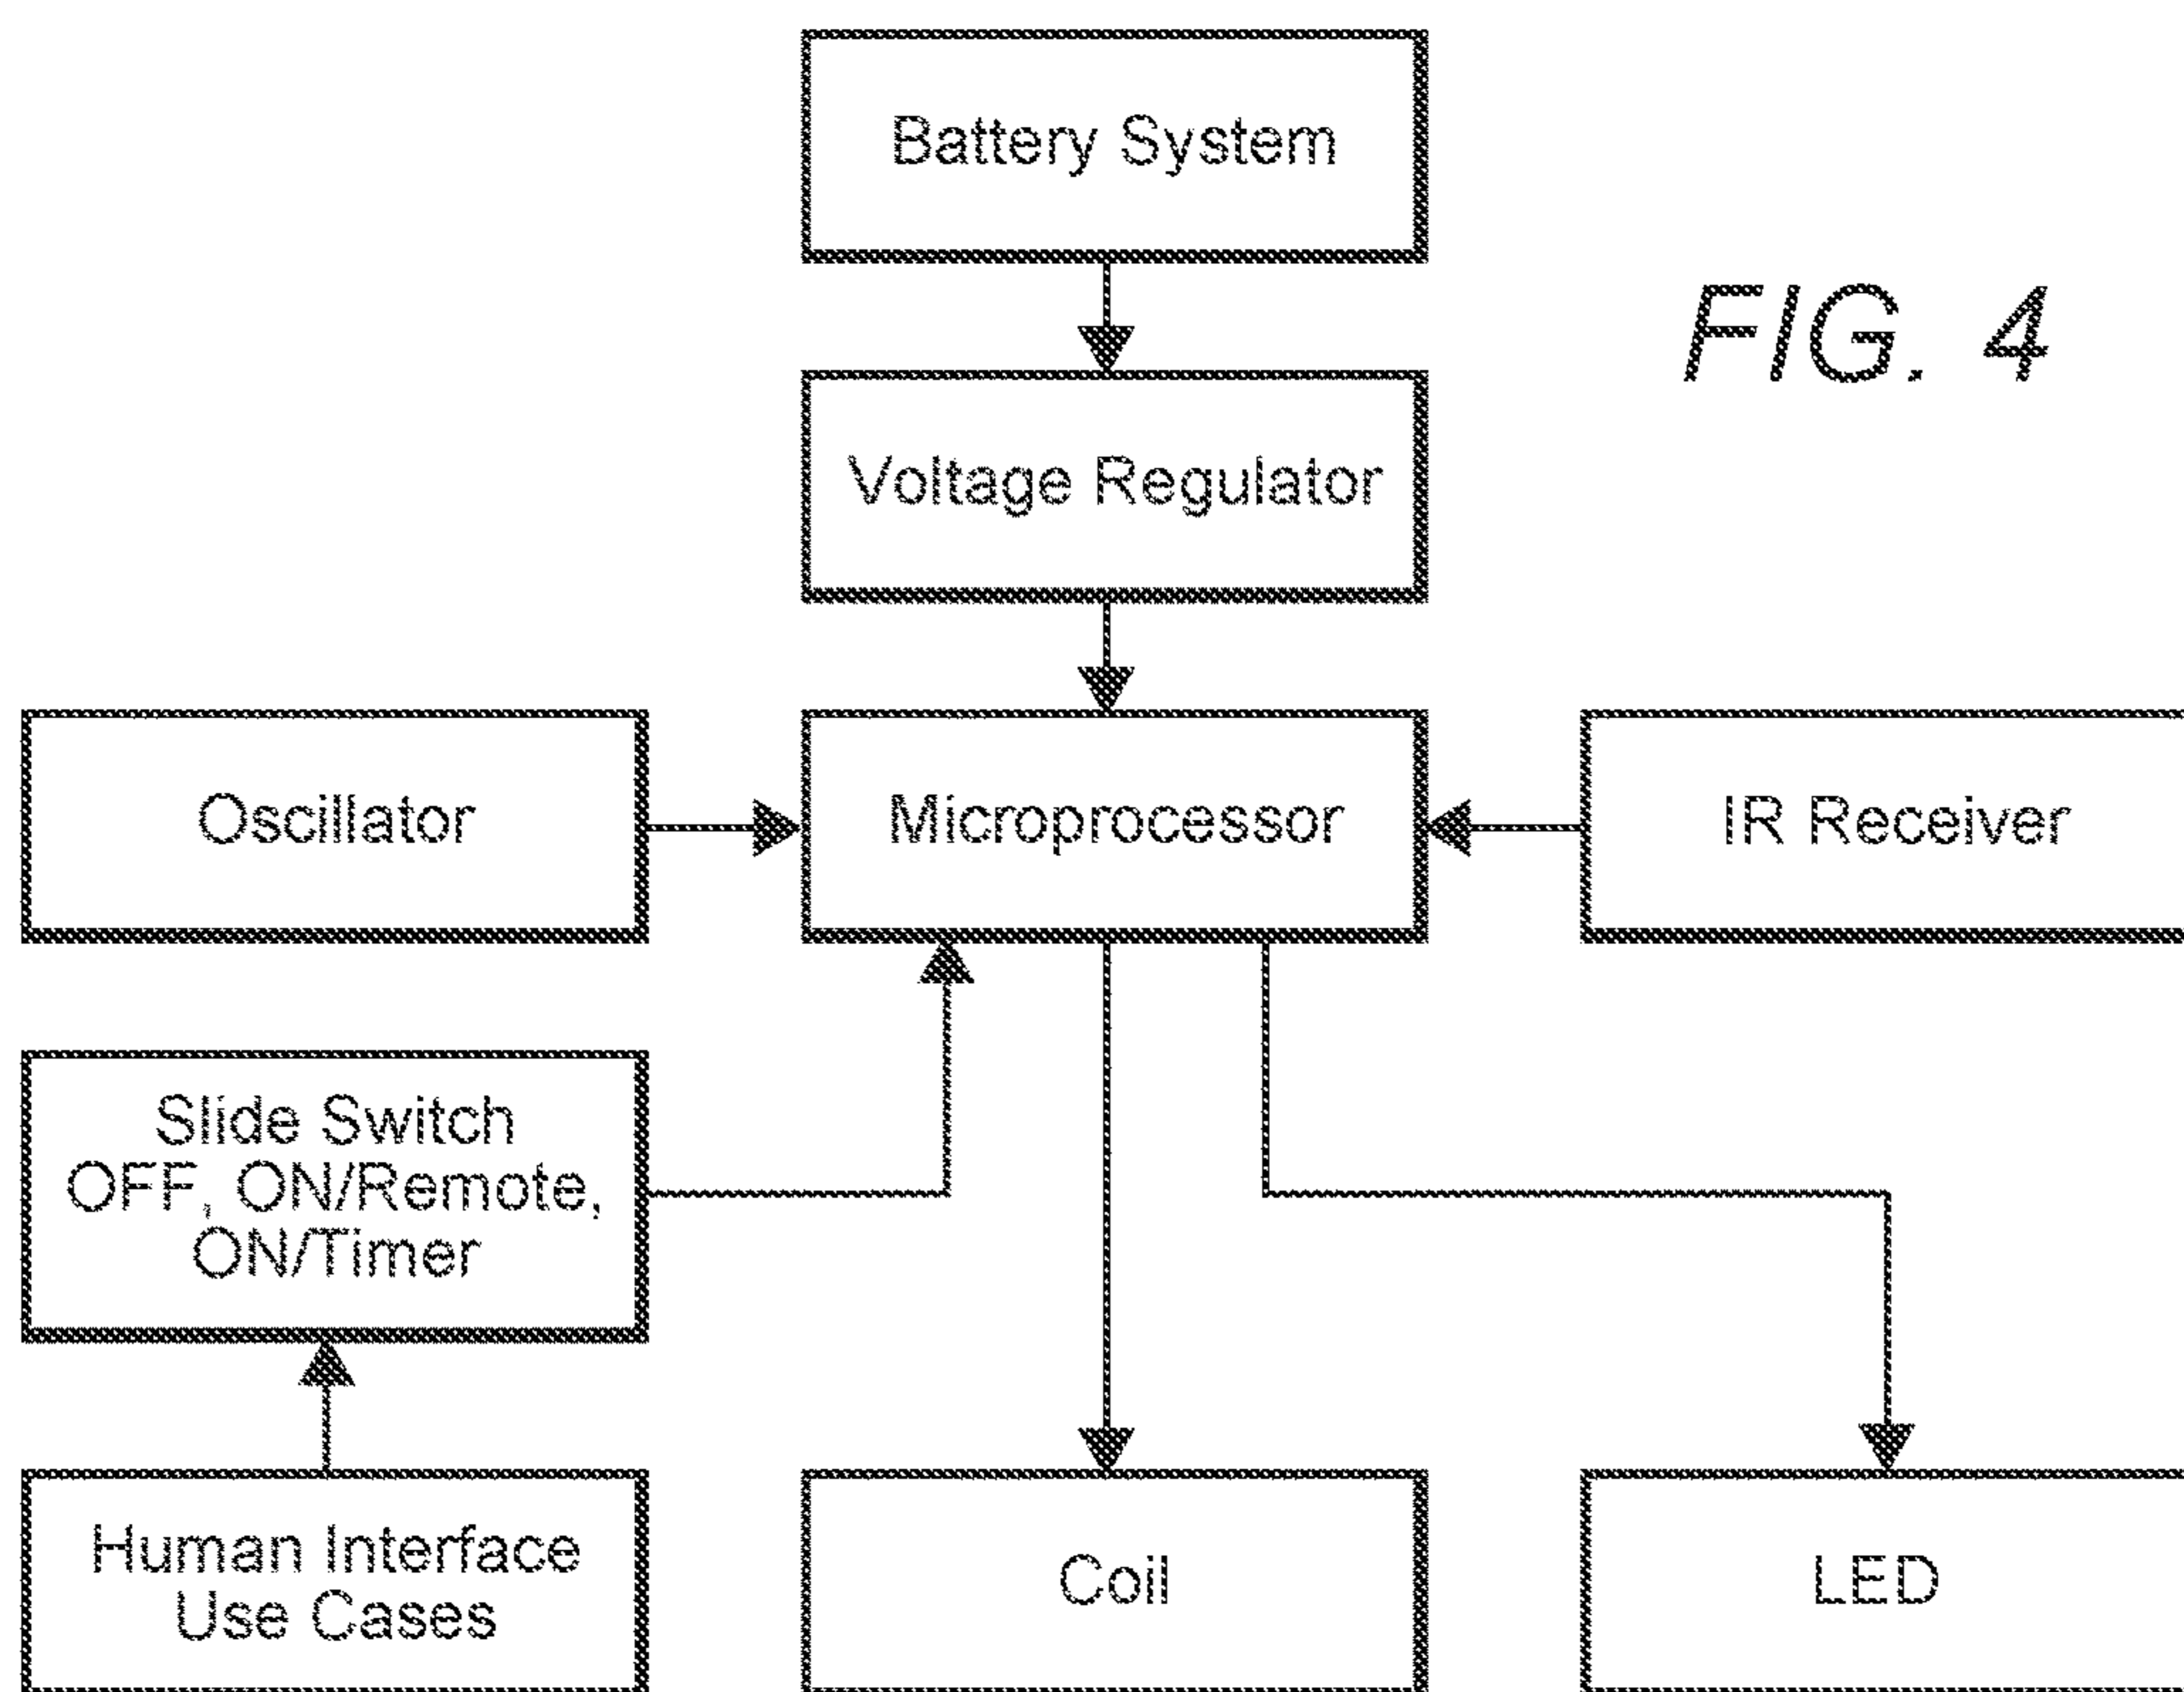 Battery System
FIG. 4
Voltage Regulator
Oscillator
Microprocessor
IR Receiver
Slide Switch
OFF, ON/Remote,
ON/Timer
Human Interface
Use Cases
Coil
LED